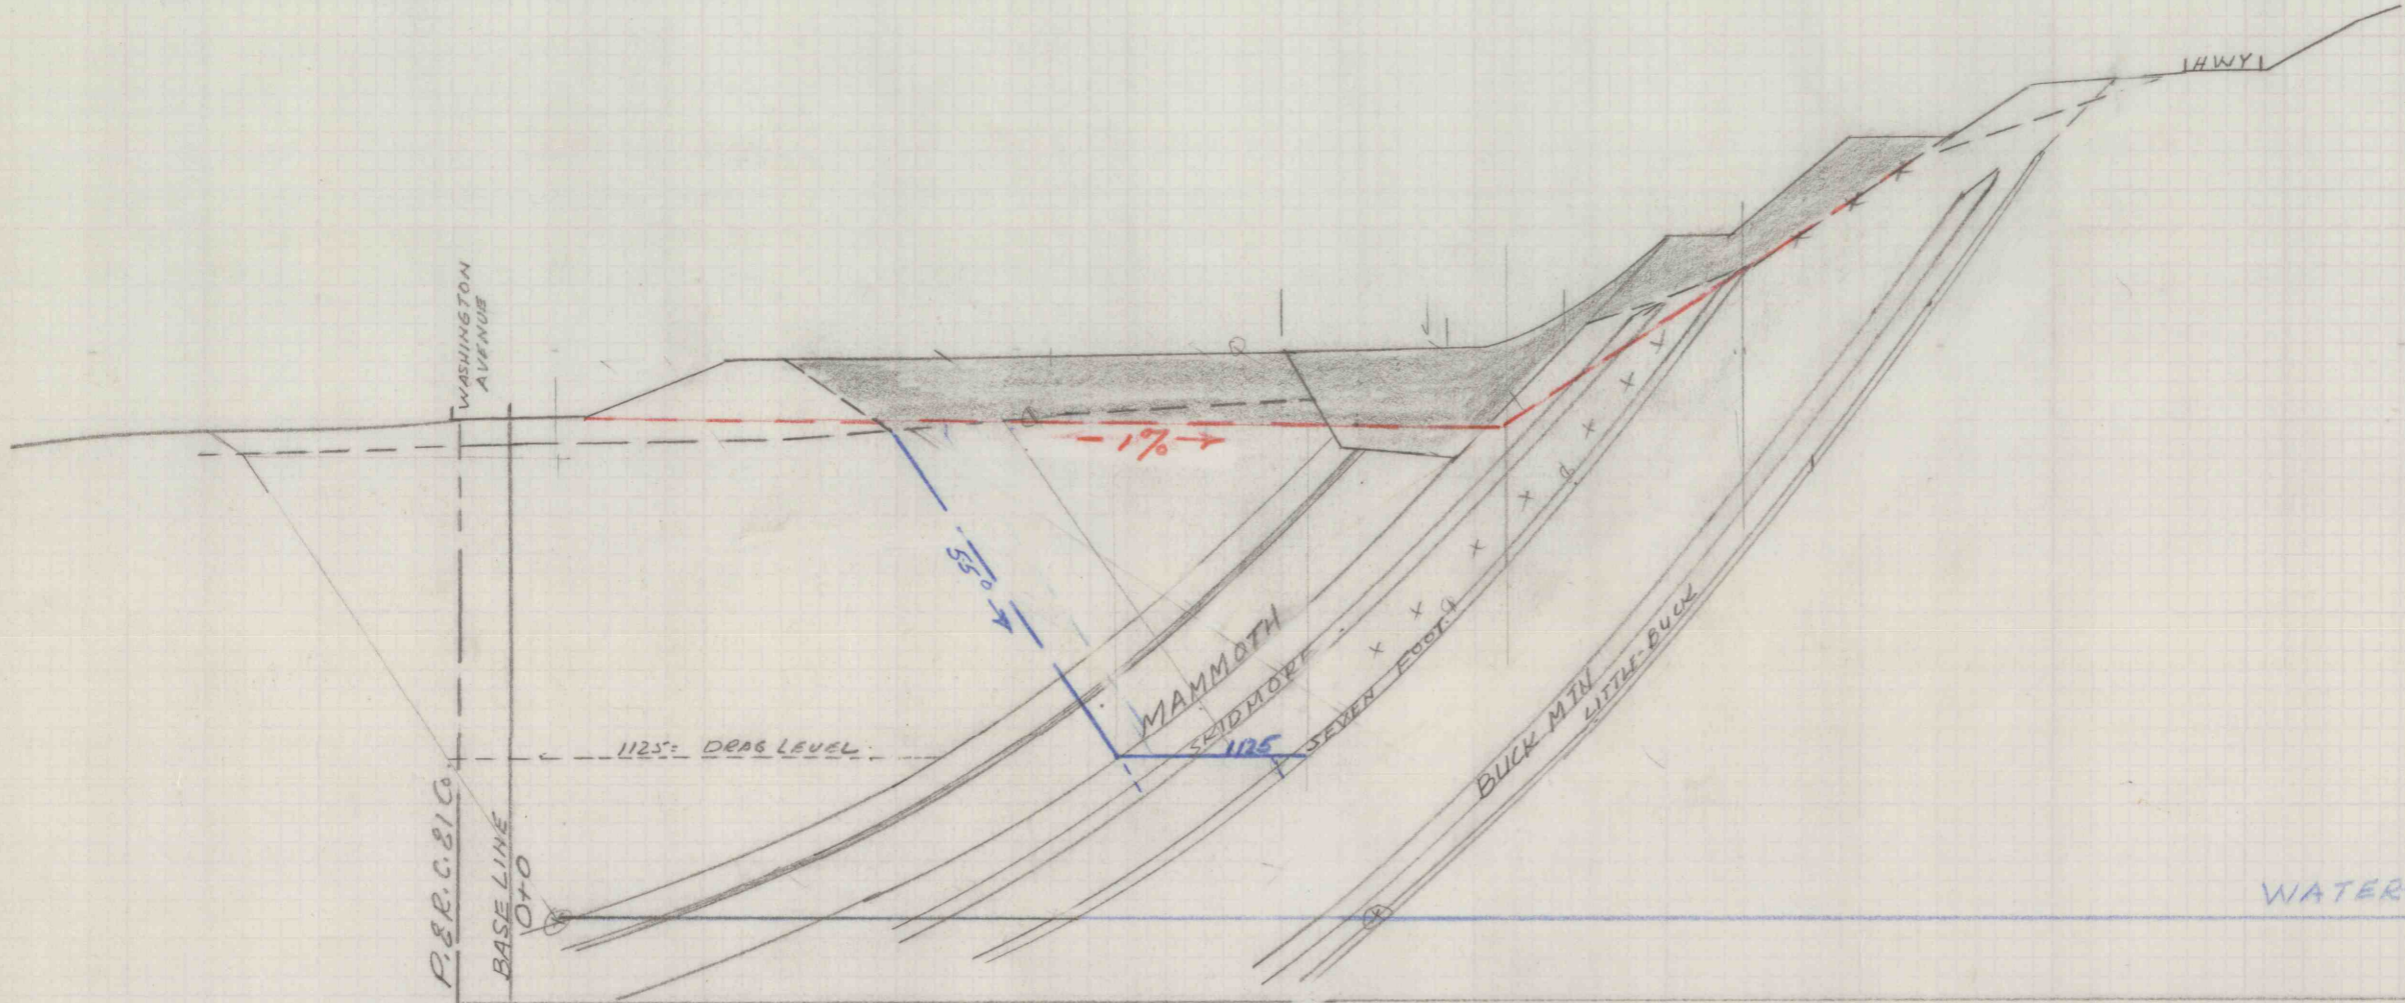 HWY
WASHINGTON
AVENUE
1%
55°
MAMMOTH
SKIDMORE
SEVEN FOOT
BUCK MTN
LITTLE-BUCK
1125= DRAG LEVEL
1125
P.&R.C.&I Co.
BASE LINE
0+0
WATER